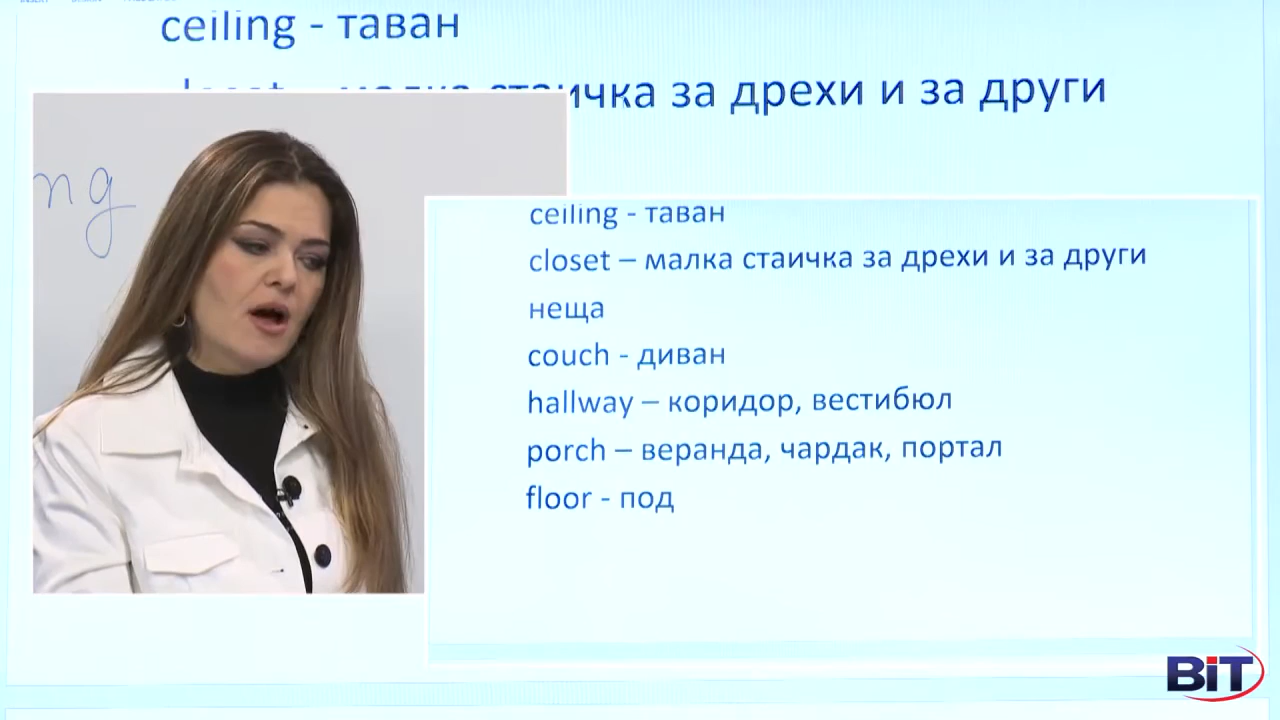 ceiling - таван
стаичка за дрехи и за други
ng
ceiling - таван
closet – малка стаичка за дрехи и за други
неща
couch - диван
hallway – коридор, вестибюл
porch – веранда, чардак, портал
floor - под
BiT